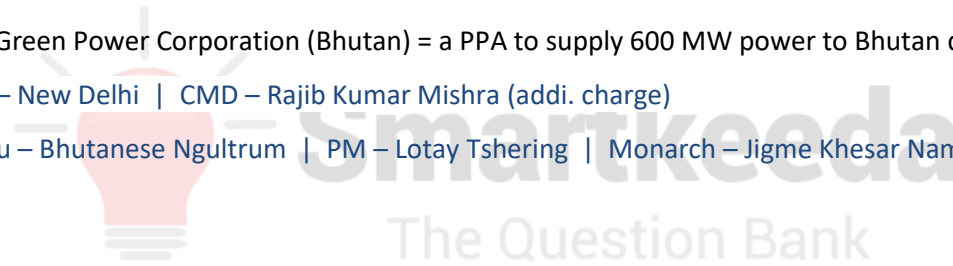 Green Power Corporation (Bhutan) = a PPA to supply 600 MW power to Bhutan
– New Delhi | CMD – Rajib Kumar Mishra (addi. charge)
– Bhutanese Ngultrum | PM – Lotay Tshering | Monarch – Jigme Khesar
Smartkeeda
The Question Bank